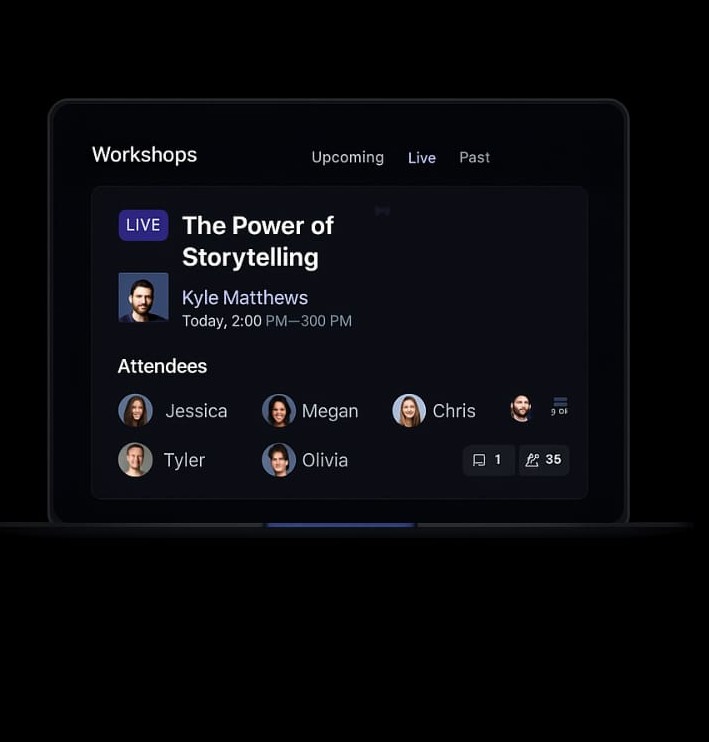 Workshops
Upcoming Live Past
LIVE
The Power of
Storytelling
Kyle Matthews
Today, 2:00 PM—300 PM
Attendees
Jessica Megan Chris
Tyler Olivia 1 35